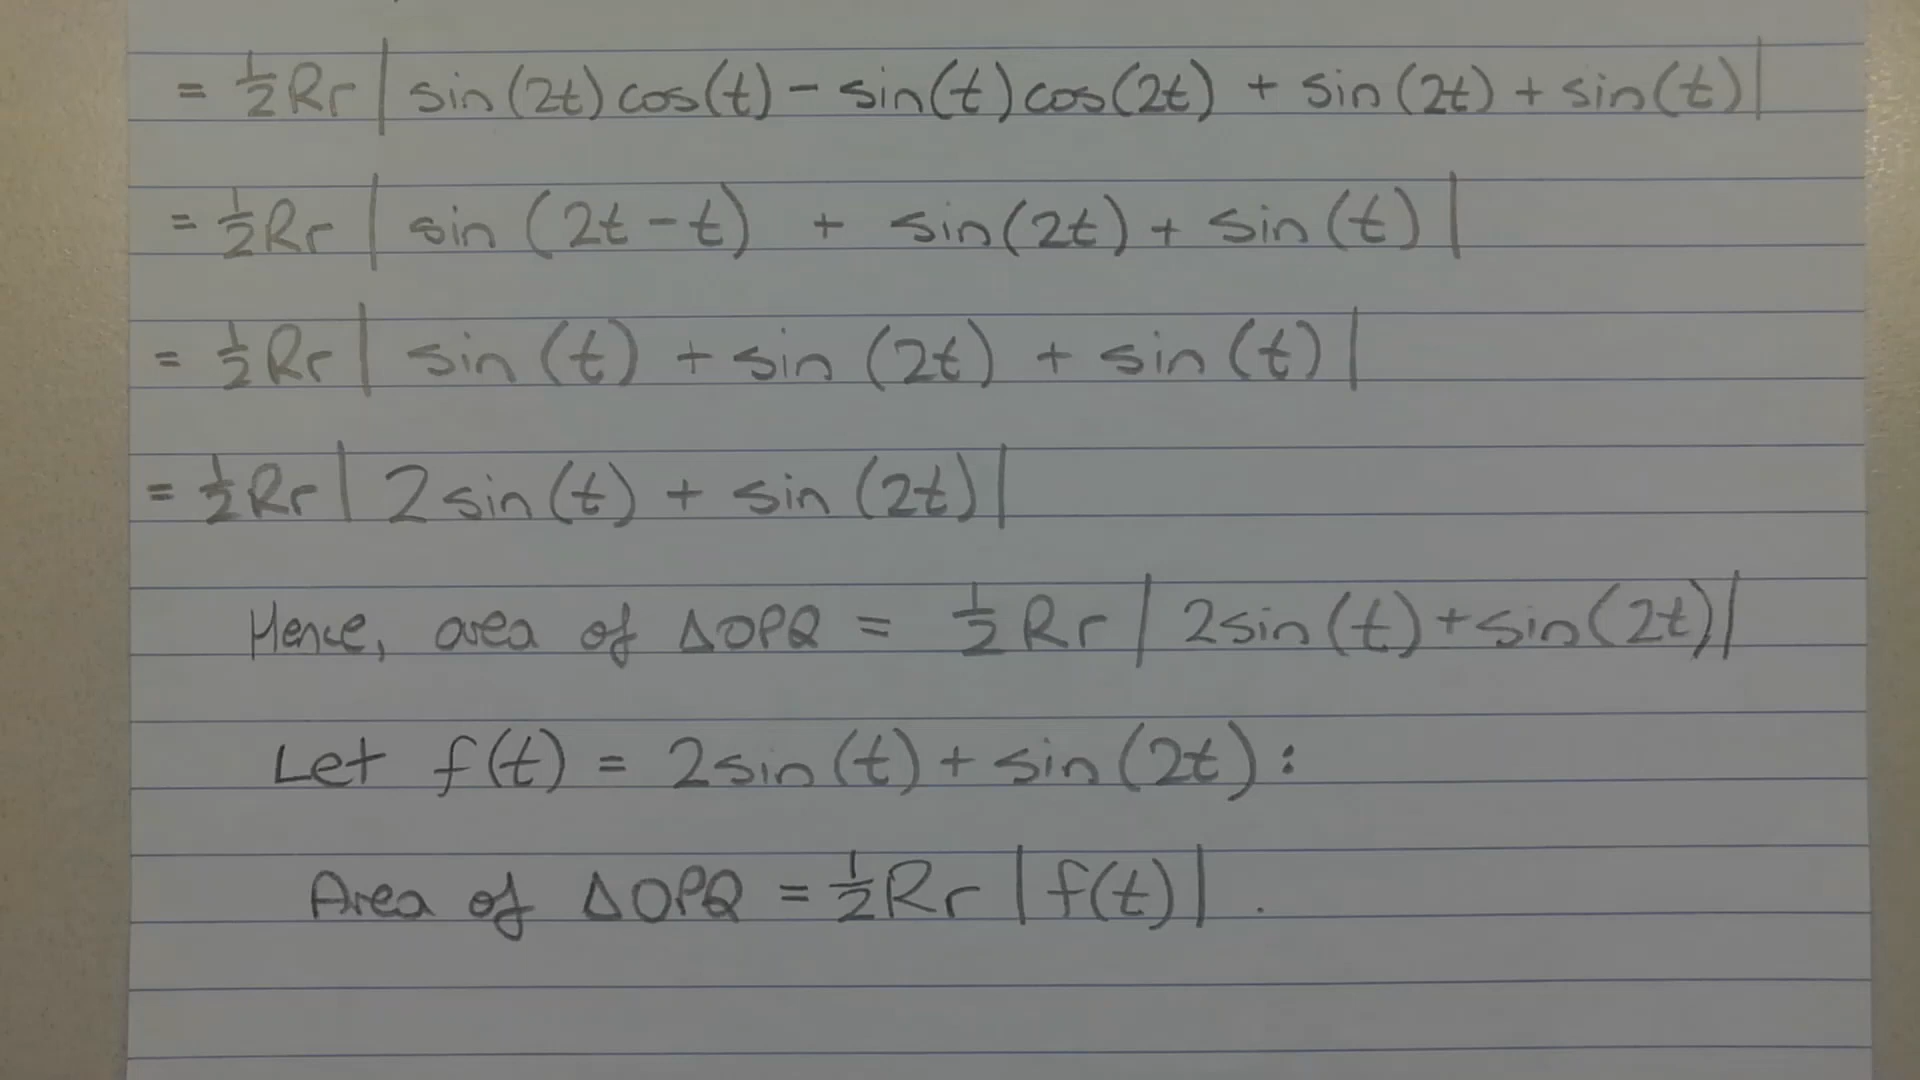 = ½Rr | sin(2t)cos(t) - sin(t)cos(2t) + sin(2t) + sin(t)|
= ½Rr | sin (2t - t) + sin(2t) + sin(t)|
= ½Rr | sin (t) + sin (2t) + sin (t)|
= ½Rr | 2sin(t) + sin (2t)|
Hence, area of △OPQ = ½Rr | 2sin(t) + sin(2t)|
Let f(t) = 2sin(t) + sin(2t) :
Area of △OPQ = ½Rr |f(t)| .